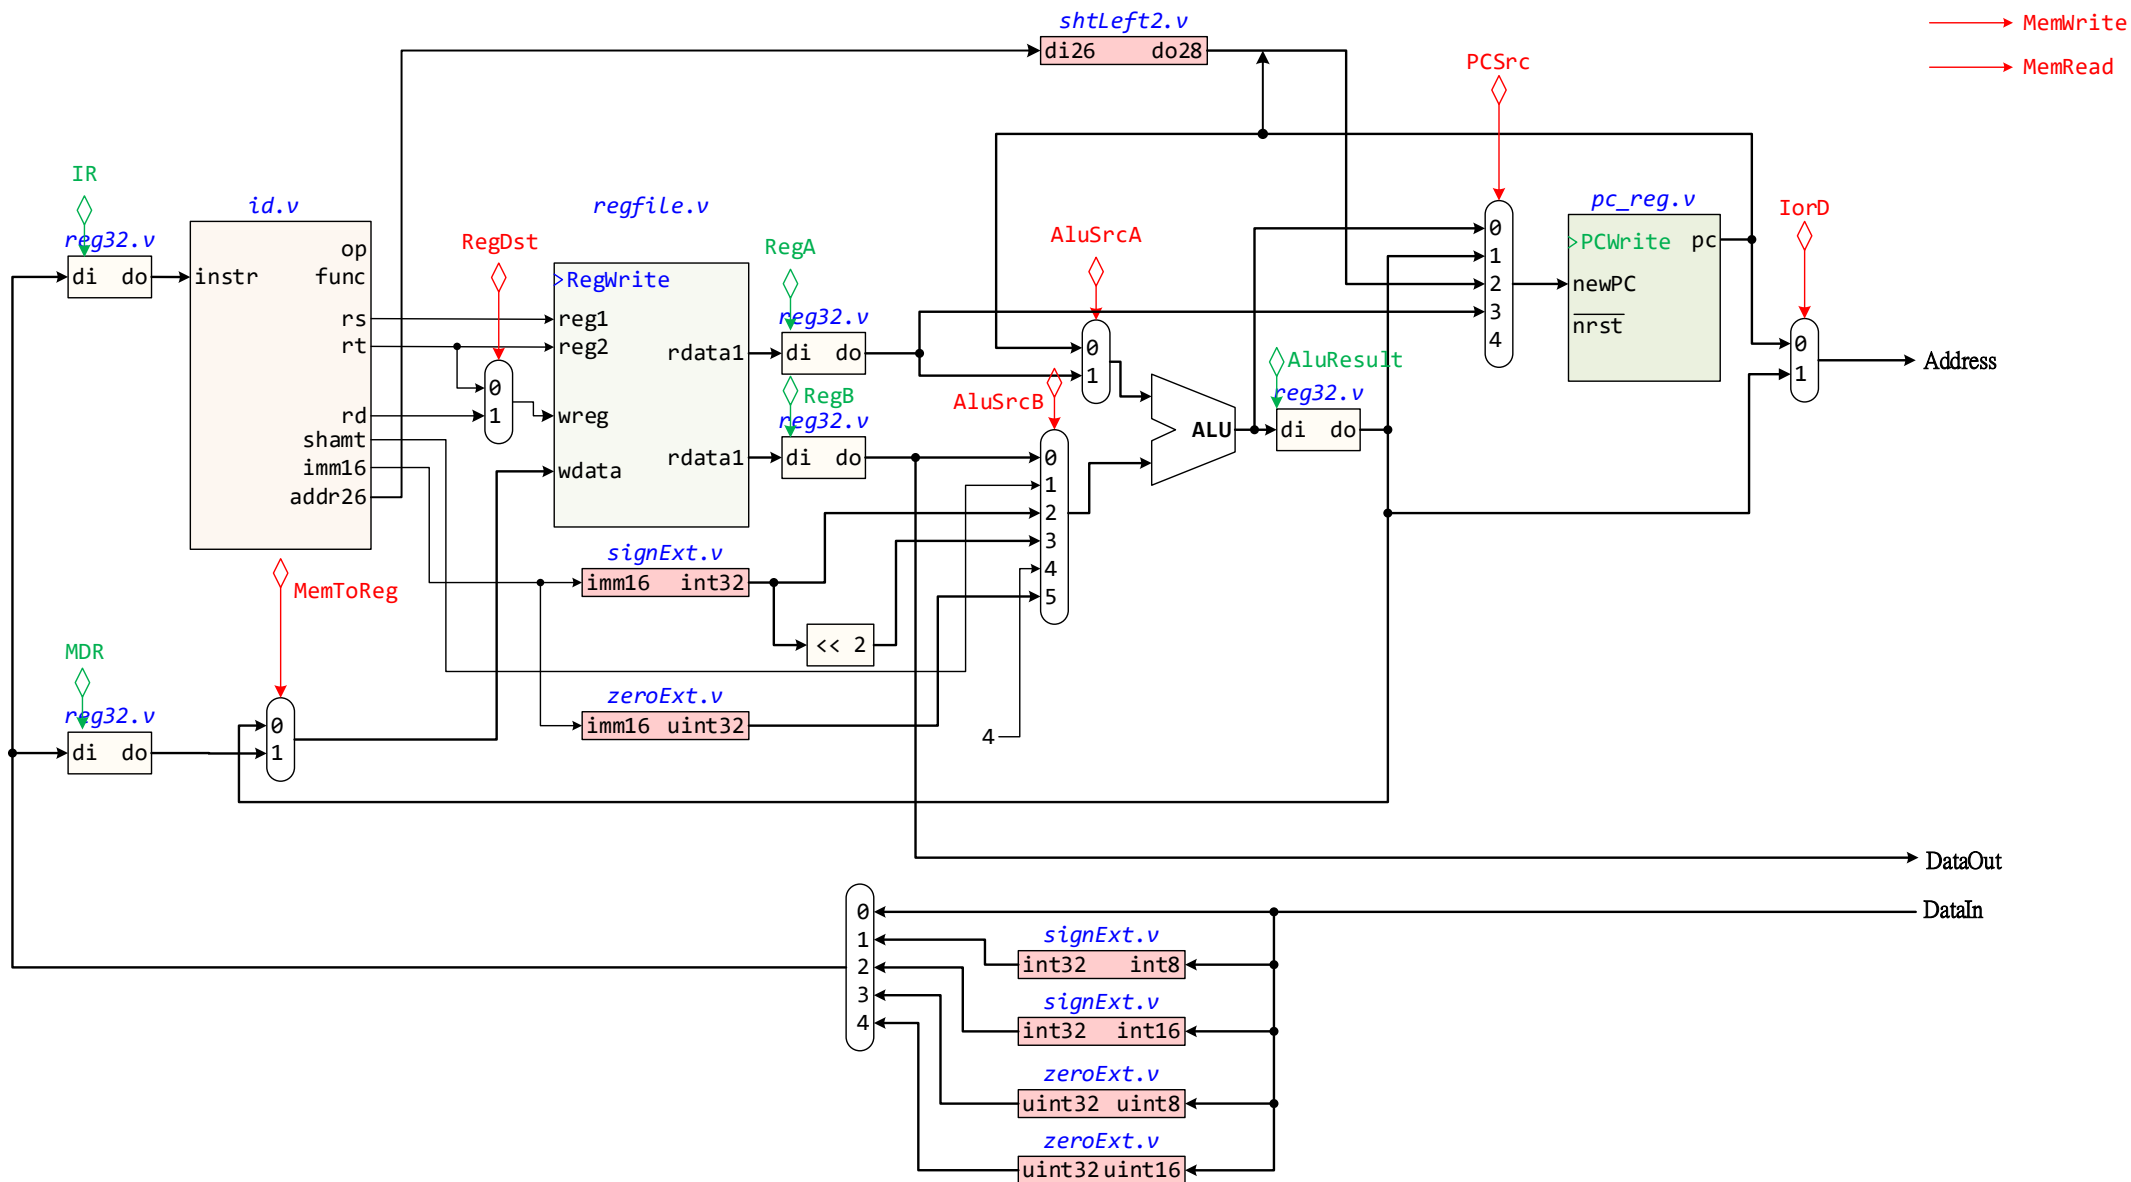 shtLeft2.v
di26 do28
MemWrite
MemRead
PCSrc
IR
reg32.v
di do
id.v
op
func
instr
rs
rt
rd
shamt
imm16
addr26
RegDst
0
1
regfile.v
>RegWrite
reg1
reg2
rdata1
wreg
rdata1
wdata
RegA
reg32.v
di do
RegB
reg32.v
di do
AluSrcA
0
1
AluSrcB
0
1
2
3
4
5
ALU
AluResult
reg32.v
di do
0
1
2
3
4
pc_reg.v
>PCWrite pc
newPC
nrst
IorD
0
1
Address
signExt.v
imm16 int32
<< 2
zeroExt.v
imm16 uint32
4
MemToReg
0
1
MDR
reg32.v
di do
DataOut
DataIn
0
1
2
3
4
signExt.v
int32 int8
signExt.v
int32 int16
zeroExt.v
uint32 uint8
zeroExt.v
uint32 uint16